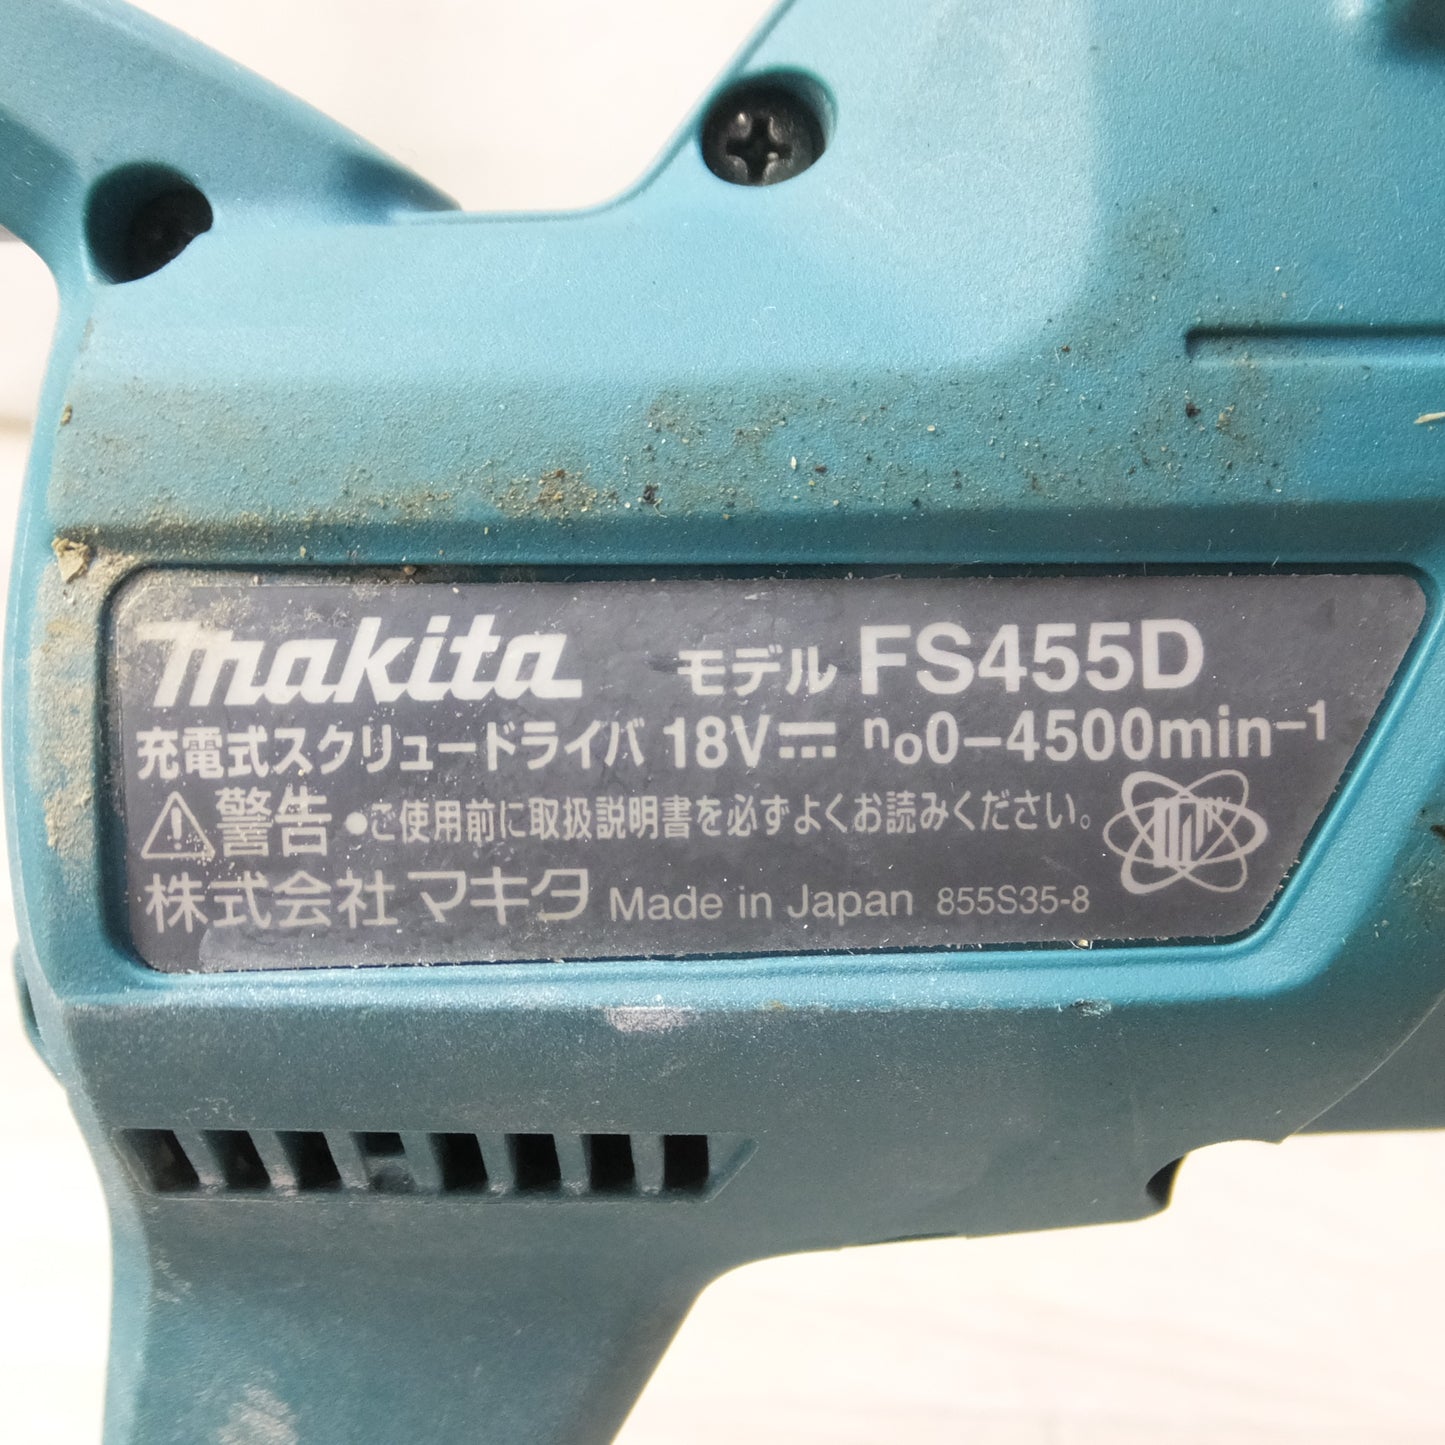 makita モデル FS455D
充電式スクリュードライバ 18V⎓ n₀0-4500min⁻¹
⚠警告 ●ご使用前に取扱説明書を必ずよくお読みください。
株式会社 マキタ Made in Japan 855S35-8